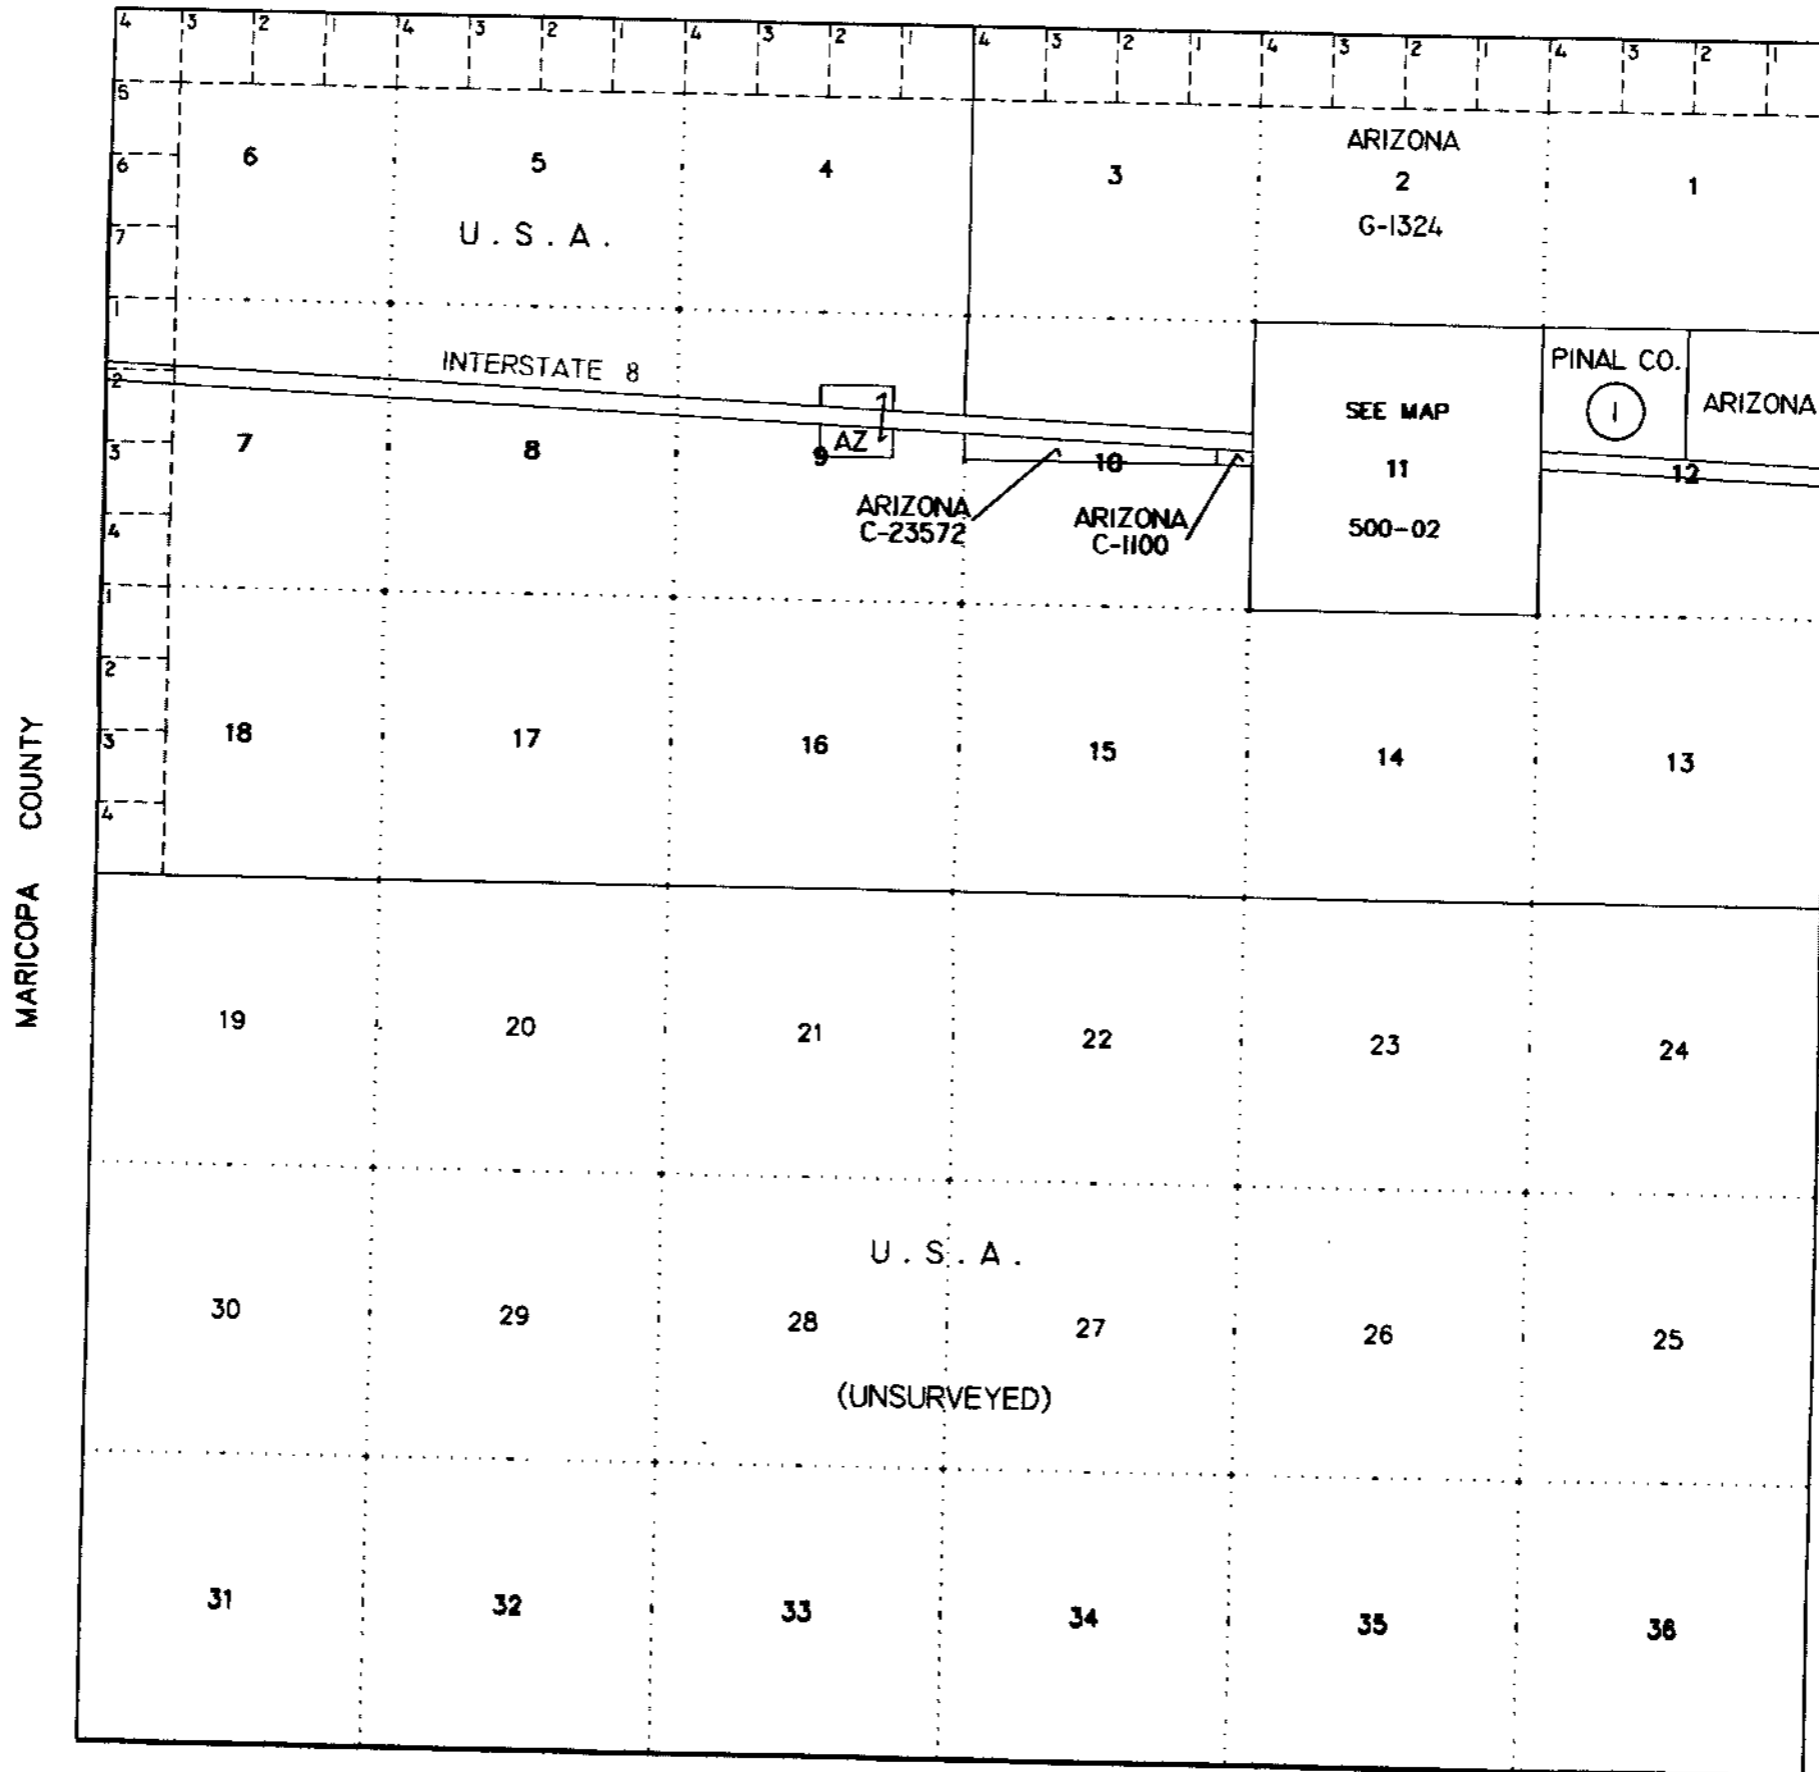 4 3 2 1 4 3 2 1 4 3 2 1 4 3 2 1 4 3 2 1 4 3 2 1
5
6
7
6 5 4 3 2 1
ARIZONA
G-1324
U.S.A.
1
2
3
4
INTERSTATE 8
PINAL CO.
1
ARIZONA
SEE MAP
11
500-02
7 8 9 10 12
AZ
ARIZONA
C-23572
ARIZONA
C-1100
1
2
3
4
18 17 16 15 14 13
MARICOPA COUNTY
19 20 21 22 23 24
U.S.A.
30 29 28 27 26 25
(UNSURVEYED)
31 32 33 34 35 36